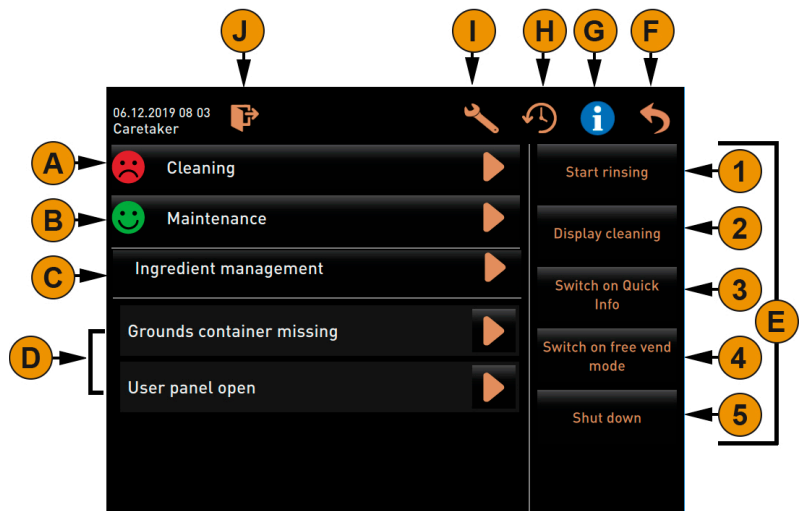 J
I
H
G
F
06.12.2019 08 03
Caretaker
i
A
Cleaning
Start rinsing
1
B
Maintenance
Display cleaning
2
C
Ingredient management
Switch on Quick
Info
3
E
D
Grounds container missing
Switch on free vend
mode
4
User panel open
Shut down
5